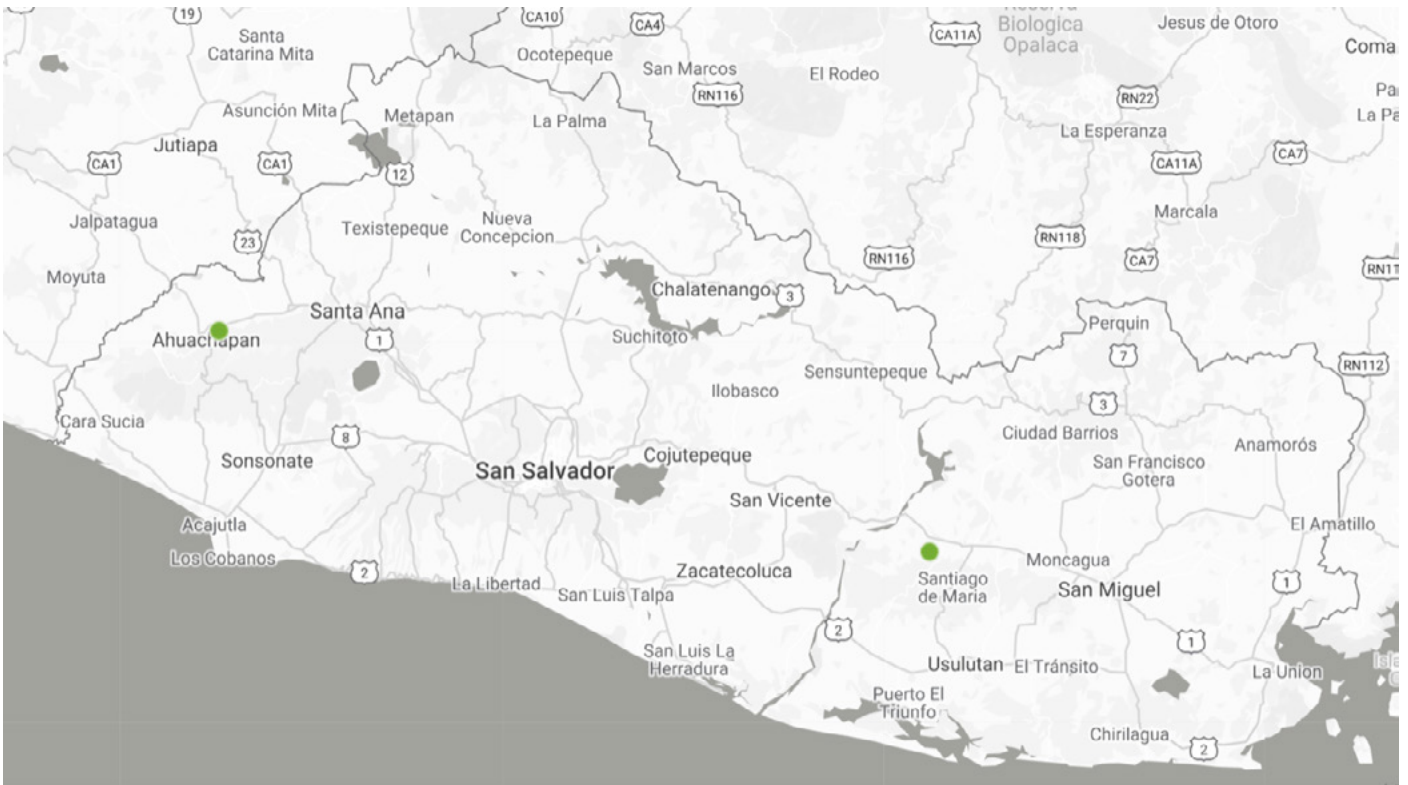 19
CA10
CA4
CA11A
Biologica
Opalaca
Jesus de Otoro
Santa
Catarina Mita
Ocotepeque
San Marcos
El Rodeo
Coma
RN116
RN22
Asunción Mita
Metapan
La Palma
La Esperanza
Jutiapa
CA1
CA1
12
CA11A
CA7
Jalpatagua
Texistepeque
Nueva
Concepcion
Marcala
23
RN118
RN116
CA7
Moyuta
Chalatenango
3
Santa Ana
Ahuachapan
1
Suchitoto
Perquin
7
RN112
Sensuntepeque
Ilobasco
3
Cara Sucia
8
Ciudad Barrios
Anamorós
Sonsonate
San Salvador
Cojutepeque
San Francisco
Gotera
San Vicente
Acajutla
El Amatillo
Los Cobanos
2
La Libertad
San Luis Talpa
Zacatecoluca
Santiago
de Maria
Moncagua
San Miguel
1
2
1
San Luis La
Herradura
Usulutan
El Tránsito
La Union
Puerto El
Triunfo
Chirilagua
2